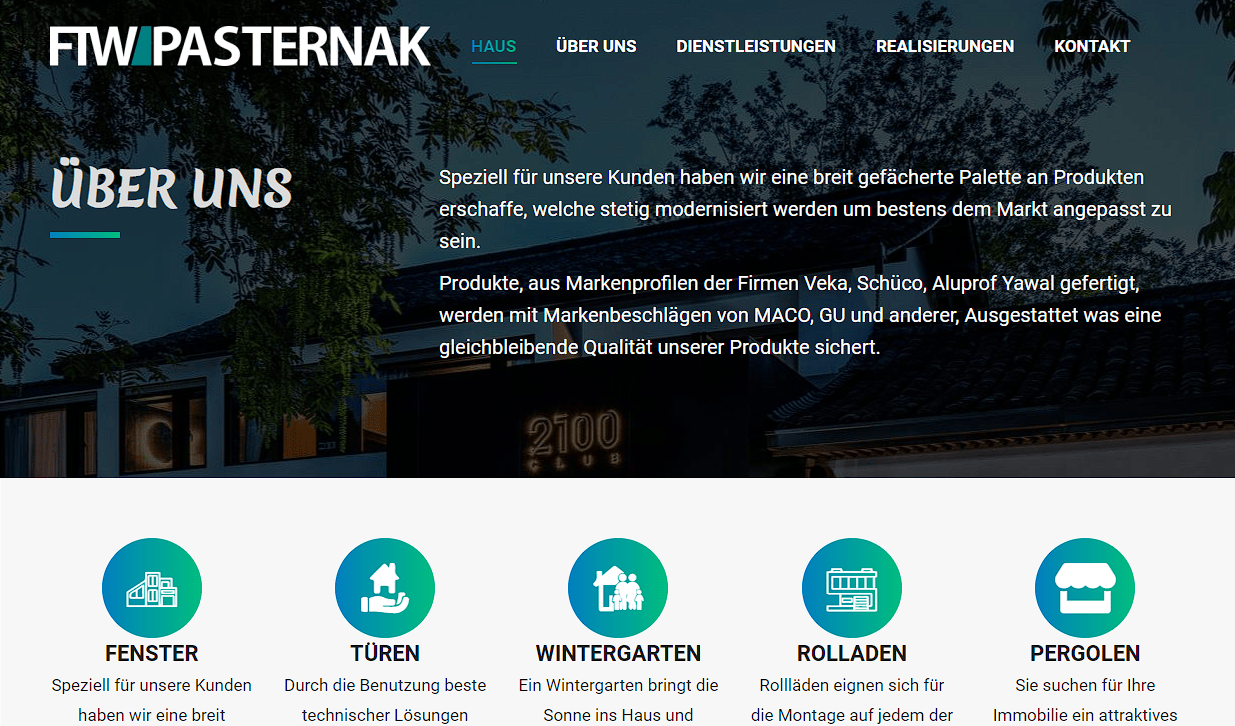 FTW PASTERNAK
HAUS ÜBER UNS DIENSTLEISTUNGEN REALISIERUNGEN KONTAKT
ÜBER UNS
Speziell für unsere Kunden haben wir eine breit gefächerte Palette an Produkten
erschaffe, welche stetig modernisiert werden um bestens dem Markt angepasst zu
sein.
Produkte, aus Markenprofilen der Firmen Veka, Schüco, Aluprof Yawal gefertigt,
werden mit Markenbeschlägen von MACO, GU und anderer, Ausgestattet was eine
gleichbleibende Qualität unserer Produkte sichert.
2100
CLUB
FENSTER
Speziell für unsere Kunden
haben wir eine breit
TÜREN
Durch die Benutzung beste
technischer Lösungen
WINTERGARTEN
Ein Wintergarten bringt die
Sonne ins Haus und
ROLLADEN
Rollläden eignen sich für
die Montage auf jedem der
PERGOLEN
Sie suchen für Ihre
Immobilie ein attraktives